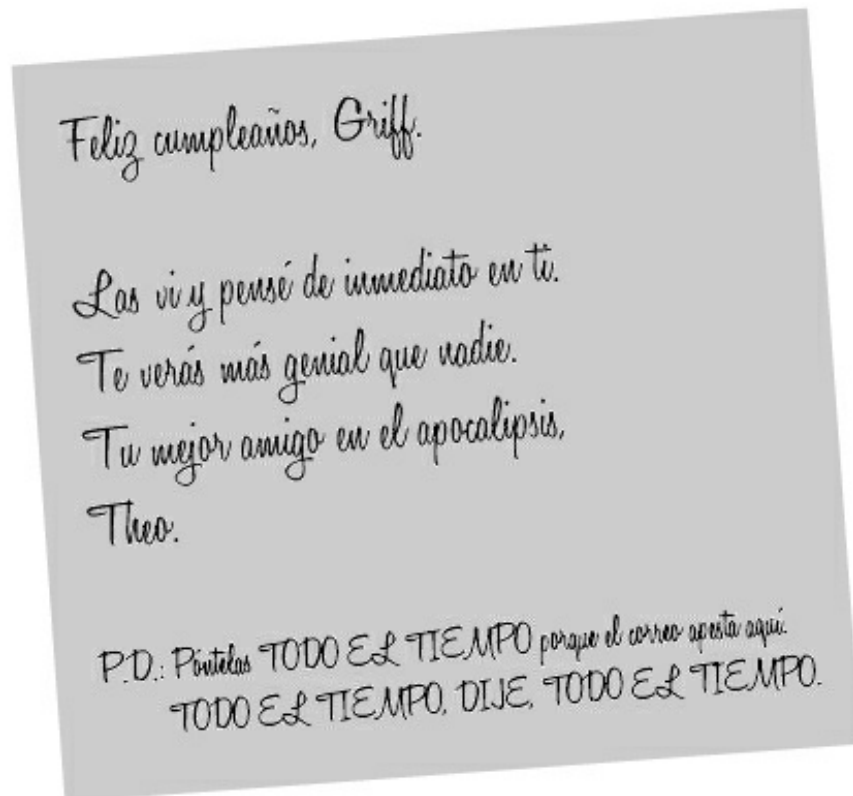 Feliz cumpleaños, Griff.
Las vi y pensé de inmediato en ti.
Te verás más genial que nadie.
Tu mejor amigo en el apocalipsis,
Theo.
P.D.: Póntelas TODO EL TIEMPO porque el correo apesta aquí.
TODO EL TIEMPO, DIJE, TODO EL TIEMPO.